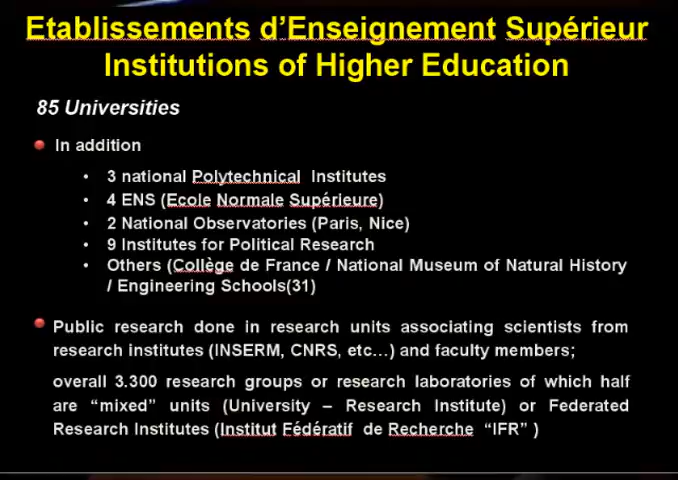 Etablissements d’Enseignement Supérieur
Institutions of Higher Education
85 Universities
In addition
• 3 national Polytechnical Institutes
• 4 ENS (Ecole Normale Supérieure)
• 2 National Observatories (Paris, Nice)
• 9 Institutes for Political Research
• Others (Collège de France / National Museum of Natural History
/ Engineering Schools(31)
Public research done in research units associating scientists from
research institutes (INSERM, CNRS, etc…) and faculty members;
overall 3.300 research groups or research laboratories of which half
are “mixed” units (University – Research Institute) or Federated
Research Institutes (Institut Fédératif de Recherche “IFR” )